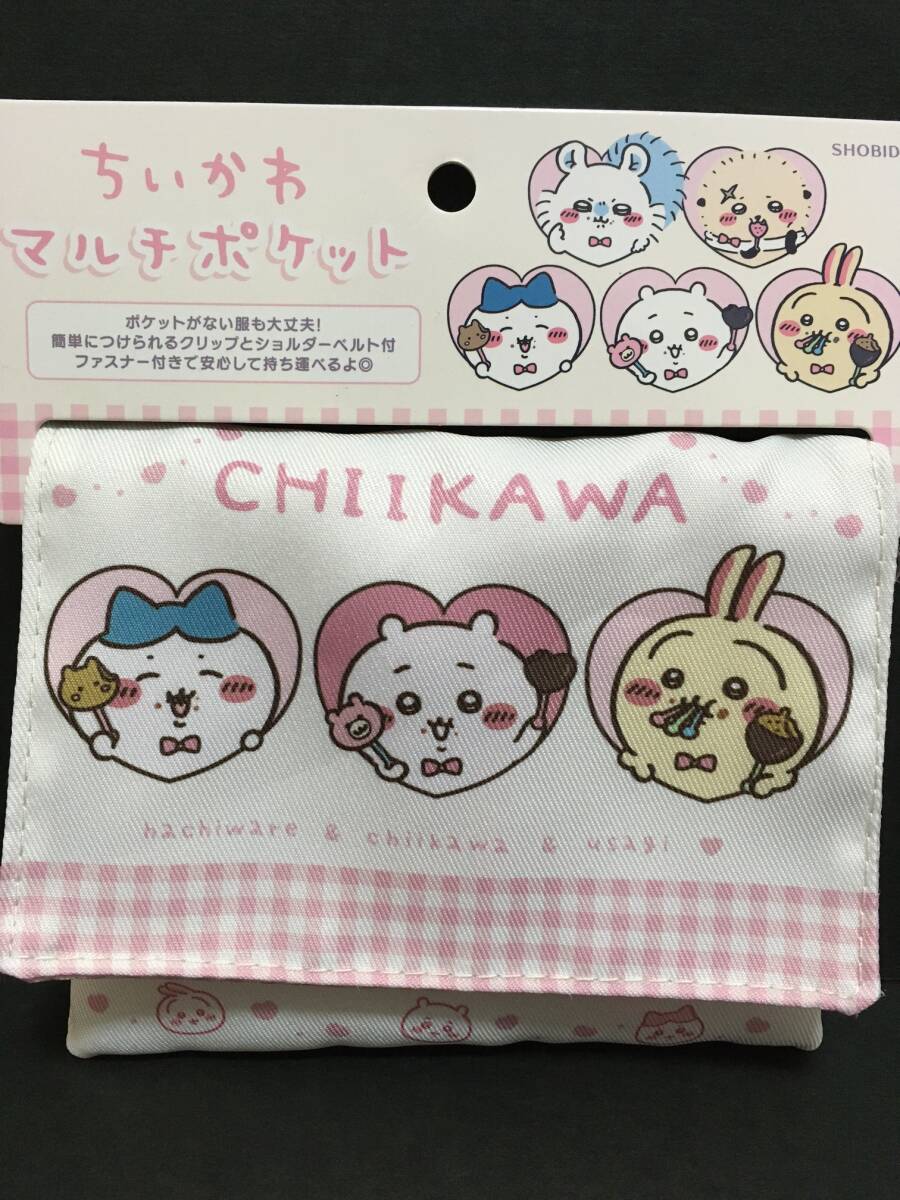 ちいかわ
マルチポケット
SHOBIDO
ポケットがない服も大丈夫!
簡単につけられるクリップとショルダーベルト付
ファスナー付きで安心して持ち運べるよ◎
CHIIKAWA
hachiware & chiikawa & usagi